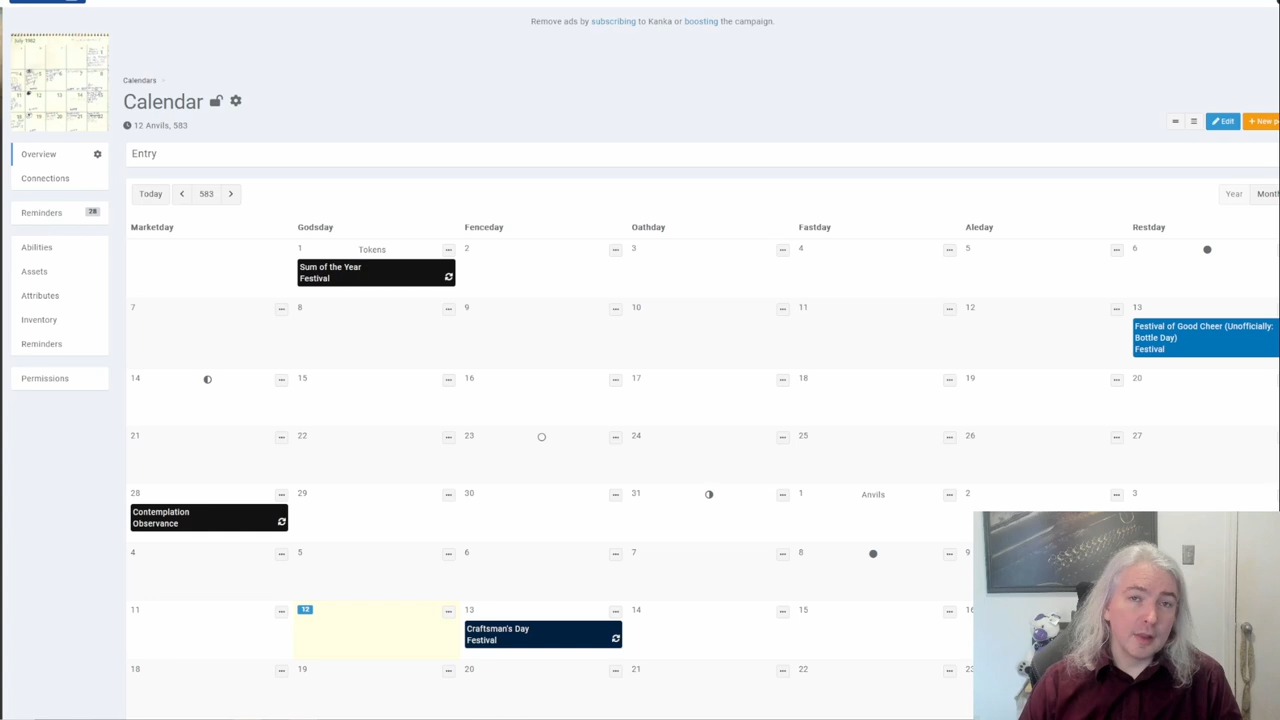 Remove ads by subscribing to Kanka or boosting the campaign.
July 1982
Calendars
Calendar
12 Anvils, 583
Edit
+ New p
Overview
Connections
Reminders 28
Abilities
Assets
Attributes
Inventory
Reminders
Permissions
Entry
Today 583 Year Month
Marketday Godsday Fenceday Oathday Fastday Aleday Restday
1 Tokens 2 3 4 5 6
Sum of the Year
Festival
7 8 9 10 11 12 13
Festival of Good Cheer (Unofficially:
Bottle Day)
Festival
14 15 16 17 18 19 20
21 22 23 24 25 26 27
28 29 30 31 1 Anvils 2 3
Contemplation
Observance
4 5 6 7 8 9
11 12 13 14 15 16
Craftsman's Day
Festival
18 19 20 21 22 23